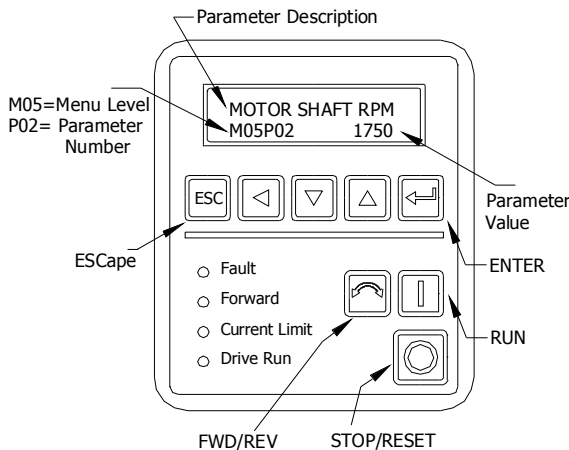 Parameter Description
M05=Menu Level
P02= Parameter
Number
MOTOR SHAFT RPM
M05P02 1750
Parameter
Value
ESC
ESCape
ENTER
Fault
Forward
Current Limit
Drive Run
RUN
FWD/REV
STOP/RESET